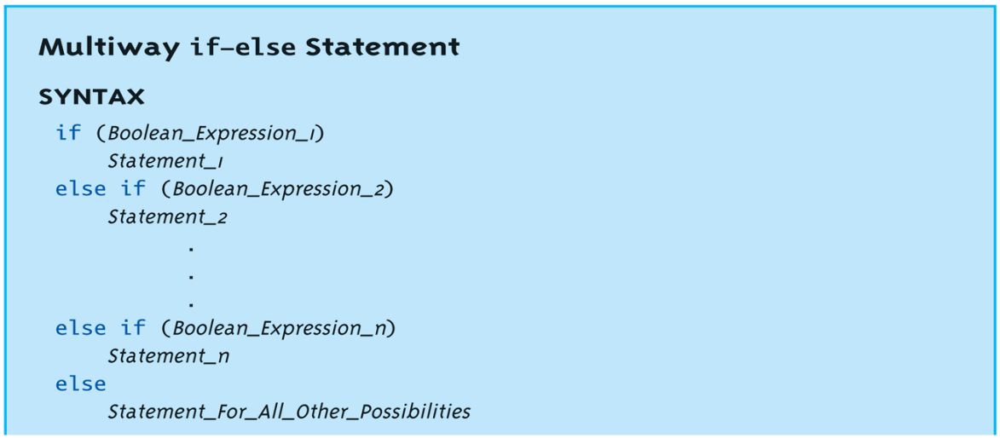 Multiway if-else Statement
SYNTAX
if (Boolean_Expression_1)
Statement_1
else if (Boolean_Expression_2)
Statement_2
.
.
.
else if (Boolean_Expression_n)
Statement_n
else
Statement_For_All_Other_Possibilities